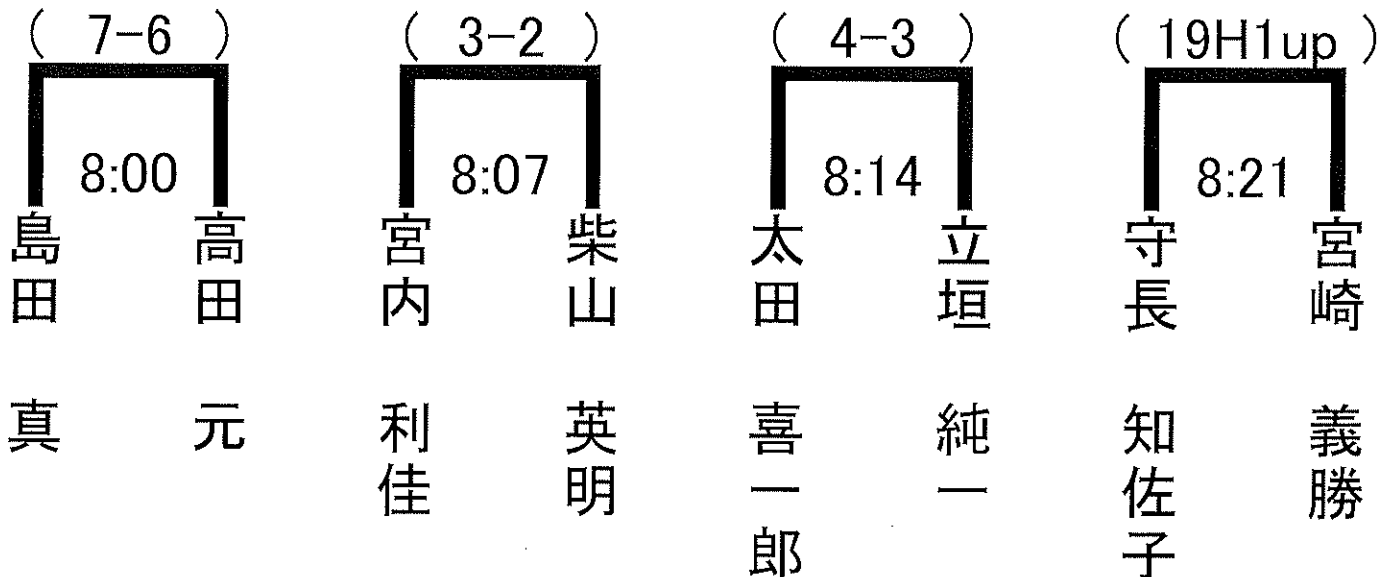 ( 7-6 )
( 3-2 )
( 4-3 )
( 19H1up )
8:00
8:07
8:14
8:21
島田 真
高田 元
宮内 利佳
柴山 英明
太田 喜一郎
立垣 純一
守長 知佐子
宮崎 義勝